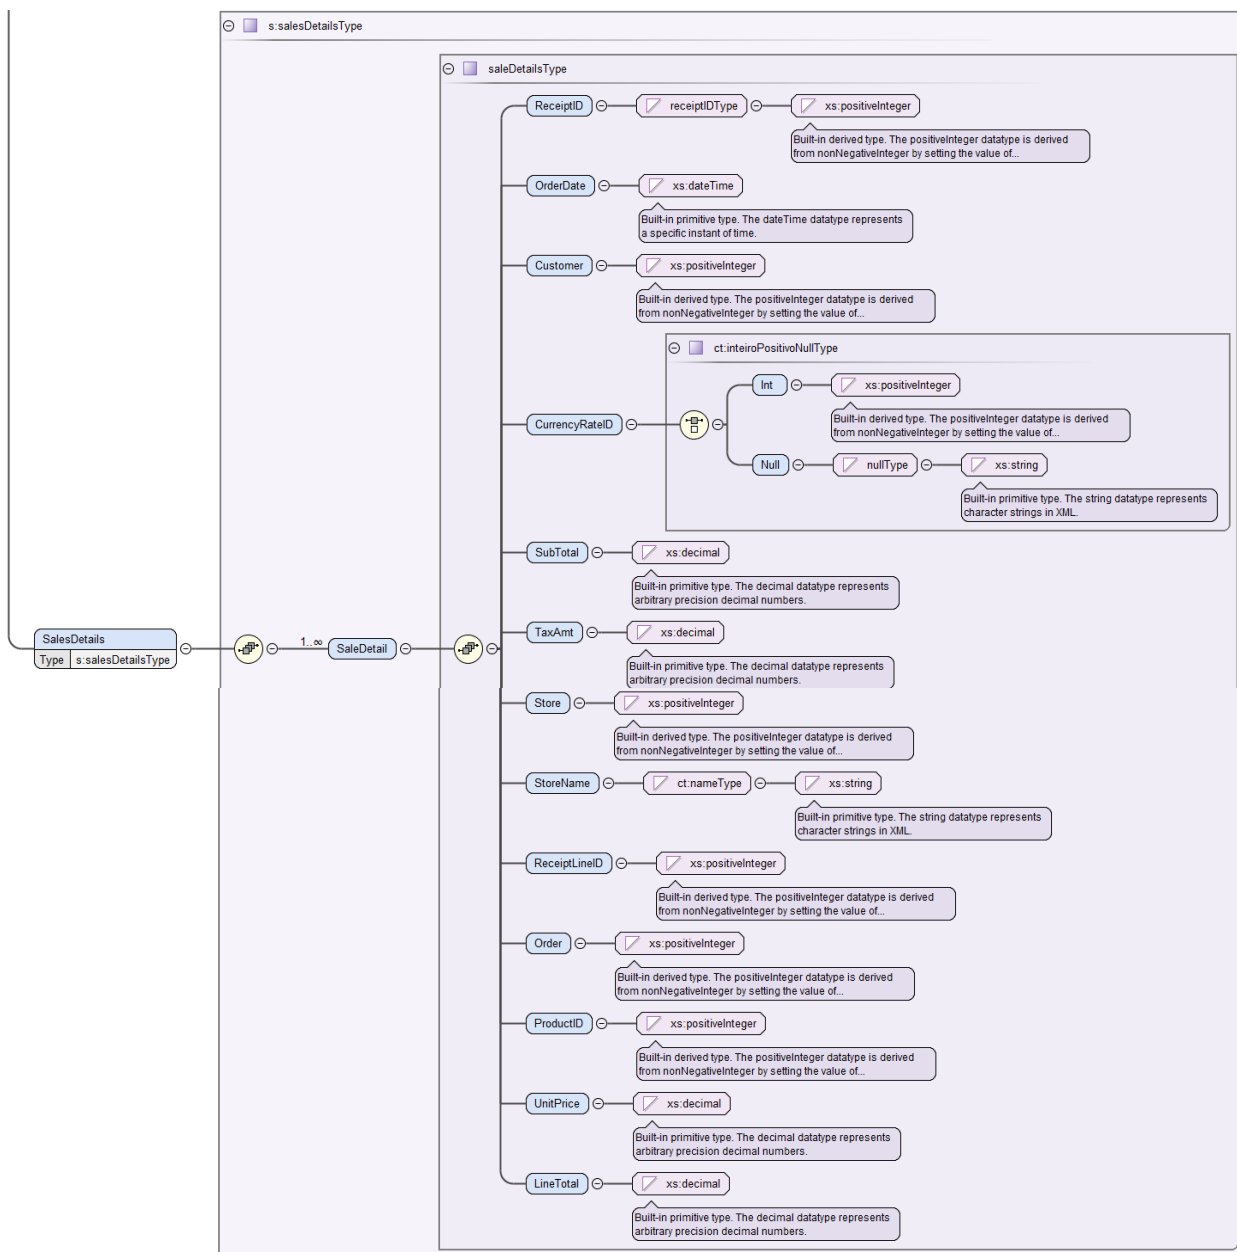 s:salesDetailsType
saleDetailsType
ReceiptID receiptIDType xs:positiveInteger
Built-in derived type. The positiveInteger datatype is derived
from nonNegativeInteger by setting the value of...
OrderDate xs:dateTime
Built-in primitive type. The dateTime datatype represents
a specific instant of time.
Customer xs:positiveInteger
Built-in derived type. The positiveInteger datatype is derived
from nonNegativeInteger by setting the value of...
ct:inteiroPositivoNullType
Int xs:positiveInteger
Built-in derived type. The positiveInteger datatype is derived
from nonNegativeInteger by setting the value of...
CurrencyRateID
Null nullType xs:string
Built-in primitive type. The string datatype represents
character strings in XML.
SubTotal xs:decimal
Built-in primitive type. The decimal datatype represents
arbitrary precision decimal numbers.
TaxAmt xs:decimal
SalesDetails
Type s:salesDetailsType
1..∞ SaleDetail
Built-in primitive type. The decimal datatype represents
arbitrary precision decimal numbers.
Store xs:positiveInteger
Built-in derived type. The positiveInteger datatype is derived
from nonNegativeInteger by setting the value of...
StoreName ct:nameType xs:string
Built-in primitive type. The string datatype represents
character strings in XML.
ReceiptLineID xs:positiveInteger
Built-in derived type. The positiveInteger datatype is derived
from nonNegativeInteger by setting the value of...
Order xs:positiveInteger
Built-in derived type. The positiveInteger datatype is derived
from nonNegativeInteger by setting the value of...
ProductID xs:positiveInteger
Built-in derived type. The positiveInteger datatype is derived
from nonNegativeInteger by setting the value of...
UnitPrice xs:decimal
Built-in primitive type. The decimal datatype represents
arbitrary precision decimal numbers.
LineTotal xs:decimal
Built-in primitive type. The decimal datatype represents
arbitrary precision decimal numbers.